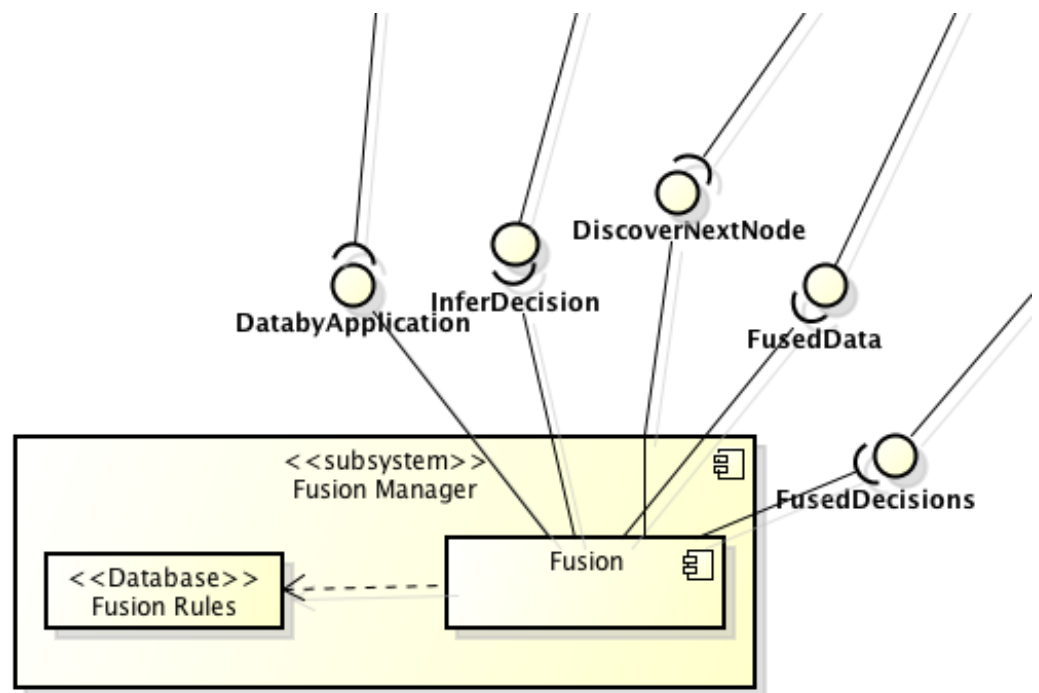 DiscoverNextNode
InferDecision
DatabyApplication
FusedData
<<subsystem>>
Fusion Manager
FusedDecisions
Fusion
<<Database>>
Fusion Rules